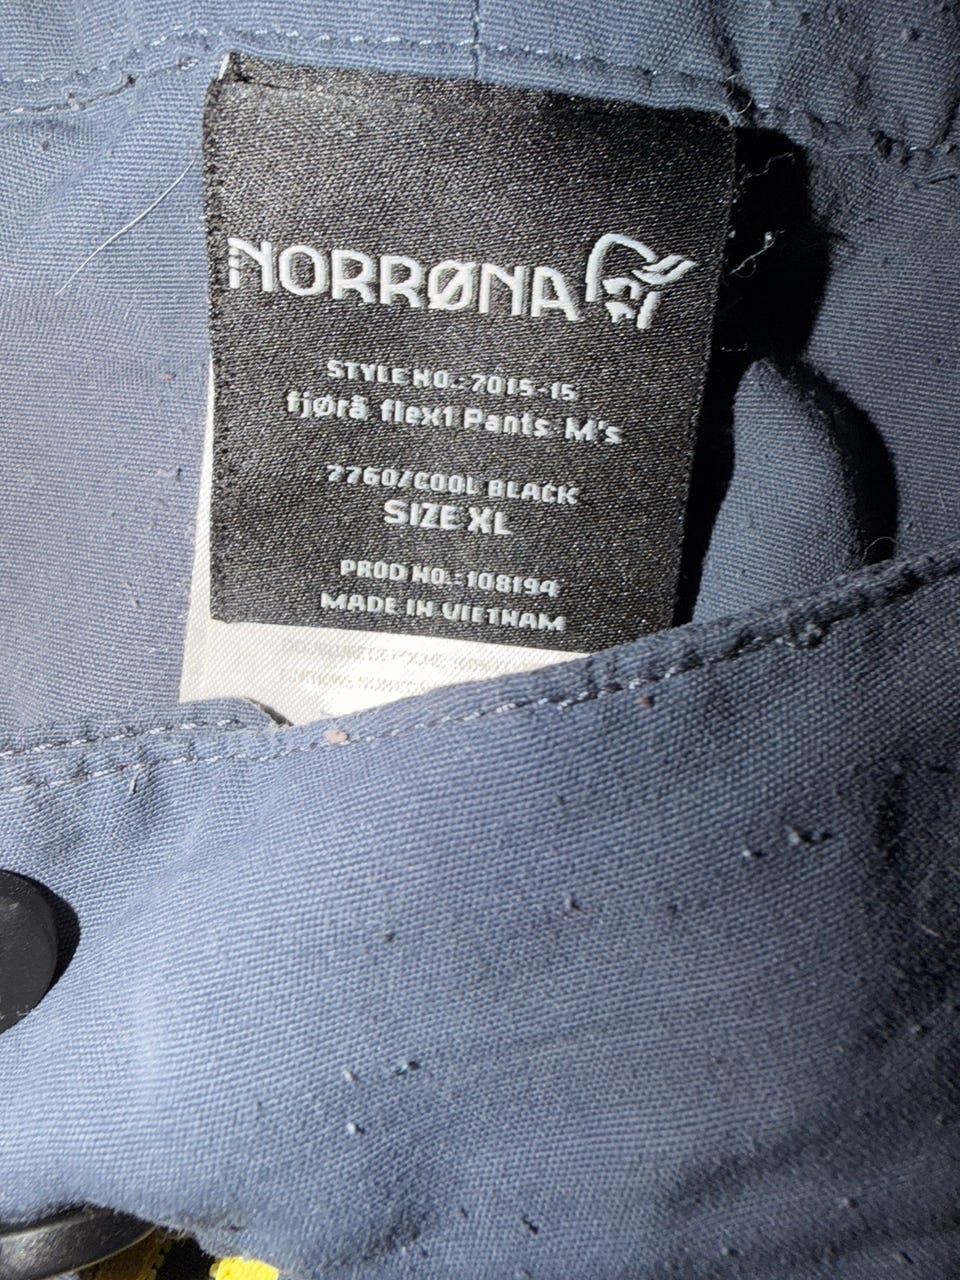 NORRØNA
STYLE NO.: 7015-15
fjørå flex1 Pants M's
2760/COOL BLACK
SIZE XL
PROD NO.: 108194
MADE IN VIETNAM